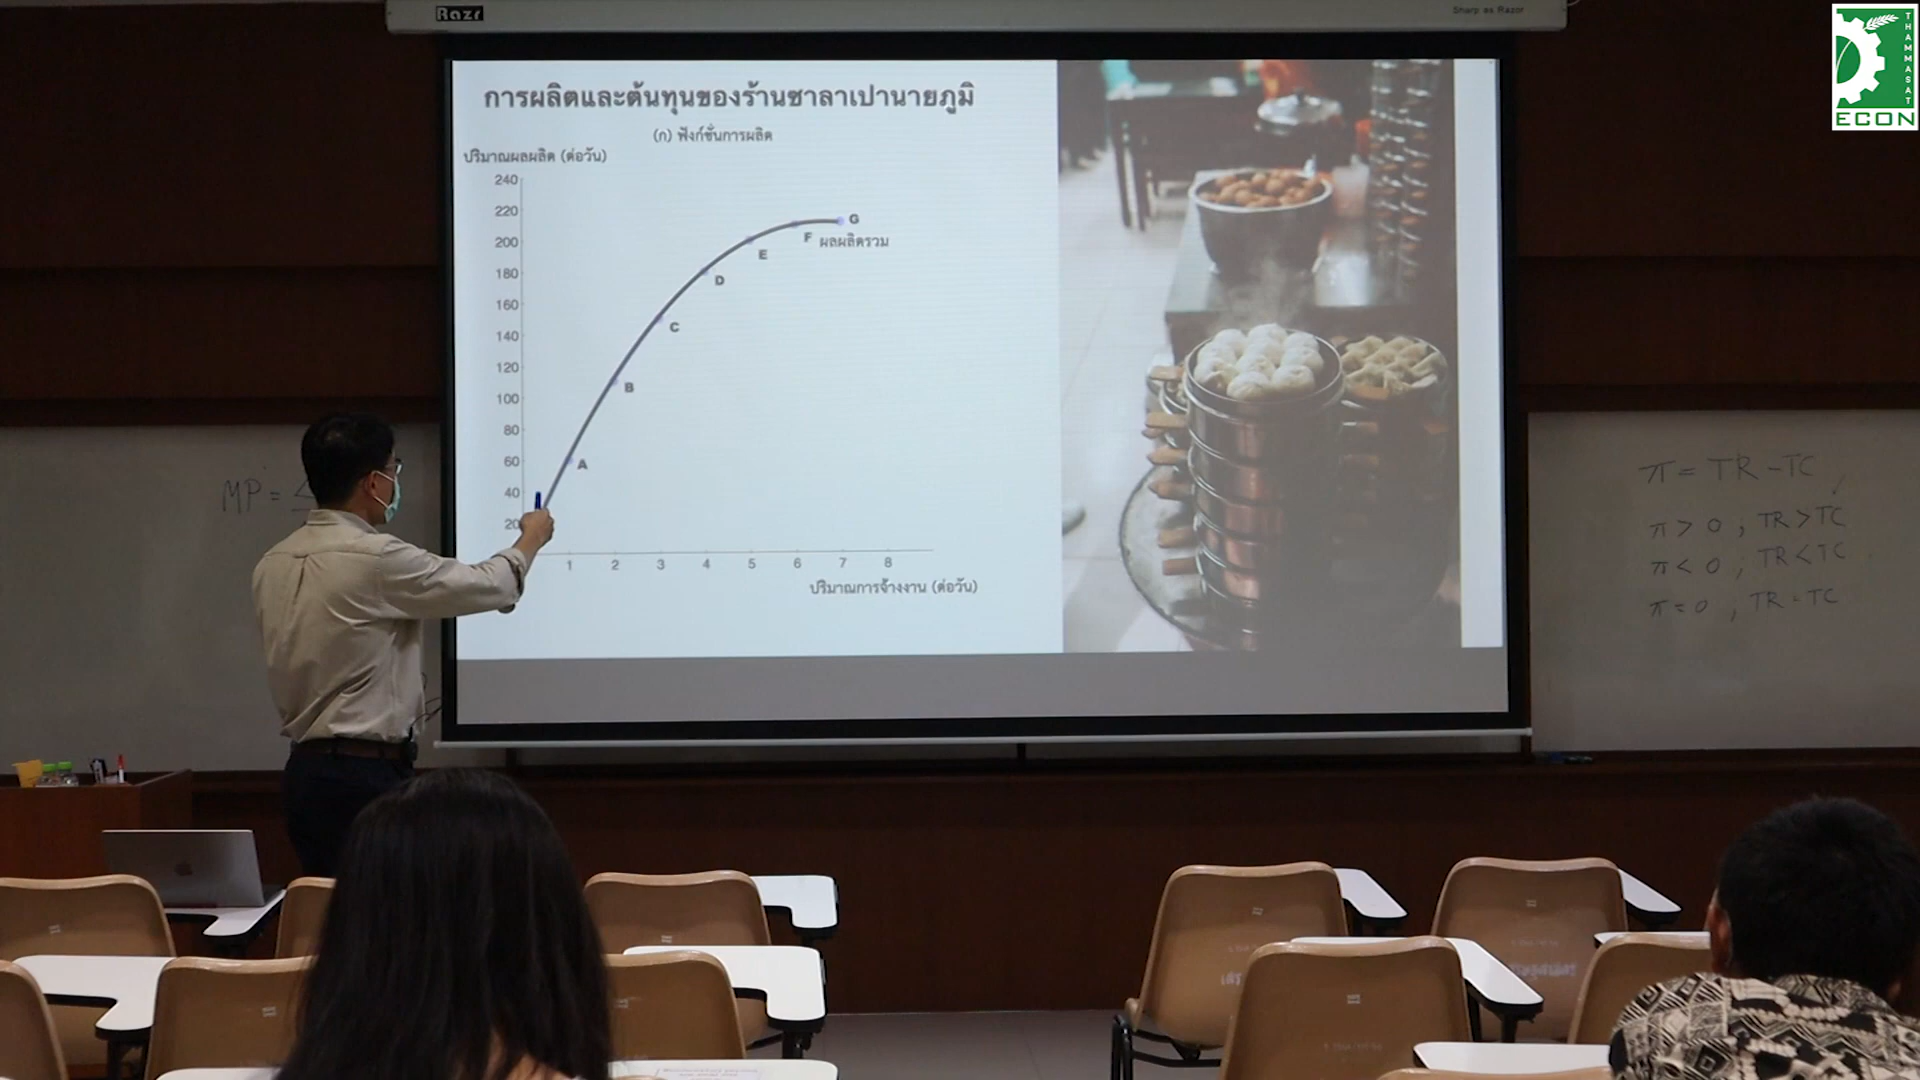 Razr
Sharp as Razor
THAMMASAT
ECON
การผลิตและต้นทุนของร้านซาลาเปานายภูมิ
(ก) ฟังก์ชั่นการผลิต
ปริมาณผลผลิต (ต่อวัน)
240
220
200
180
160
140
120
100
80
60
40
20
A
B
C
D
E
F
G
ผลผลิตรวม
1 2 3 4 5 6 7 8
ปริมาณการจ้างงาน (ต่อวัน)
MP =
π = TR - TC
π > 0 , TR > TC
π < 0 , TR < TC
π = 0 , TR = TC